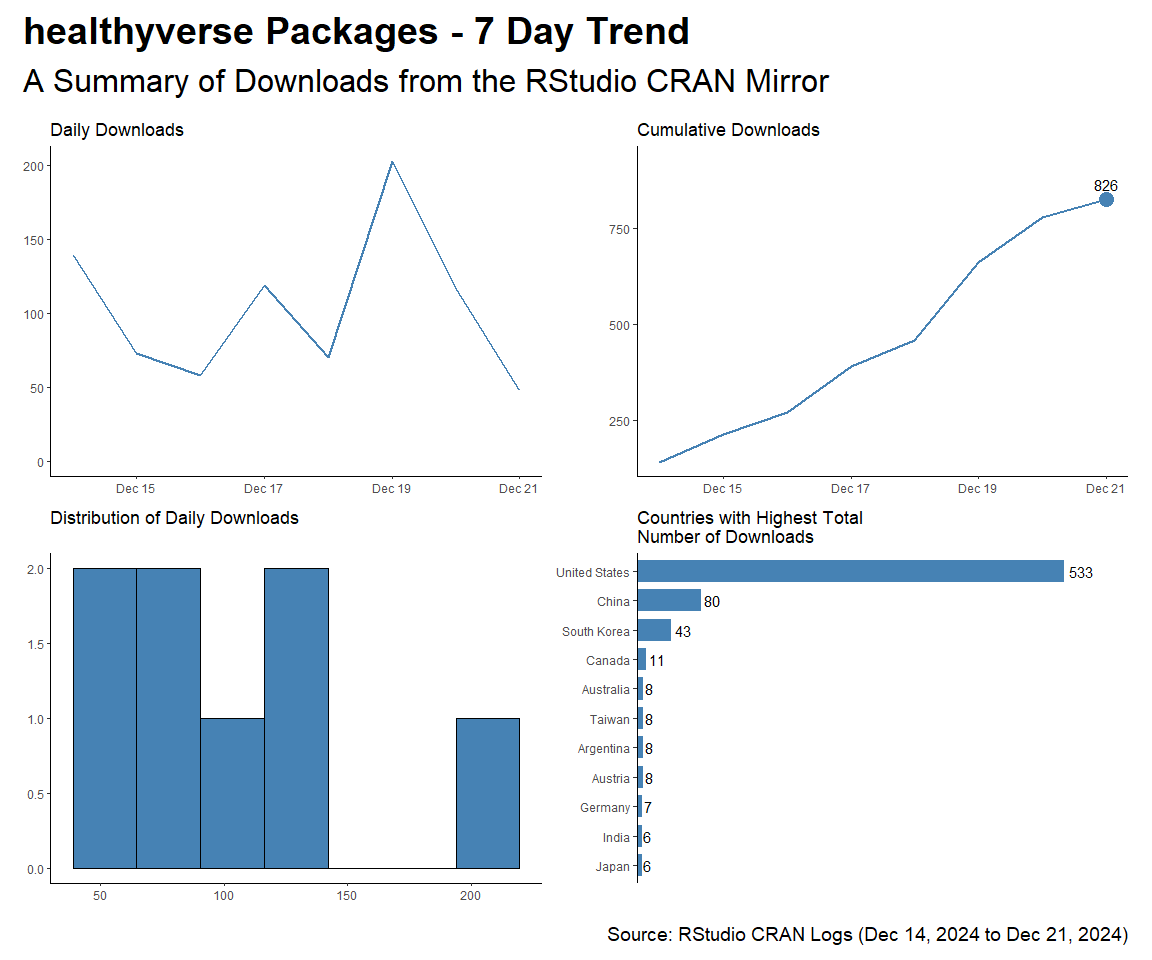 healthyverse Packages - 7 Day Trend
A Summary of Downloads from the RStudio CRAN Mirror
Daily Downloads
200
150
100
50
0
Dec 15
Dec 17
Dec 19
Dec 21
Cumulative Downloads
826
750
500
250
Dec 15
Dec 17
Dec 19
Dec 21
Distribution of Daily Downloads
2.0
1.5
1.0
0.5
0.0
50
100
150
200
Countries with Highest Total
Number of Downloads
United States 533
China 80
South Korea 43
Canada 11
Australia 8
Taiwan 8
Argentina 8
Austria 8
Germany 7
India 6
Japan 6
Source: RStudio CRAN Logs (Dec 14, 2024 to Dec 21, 2024)